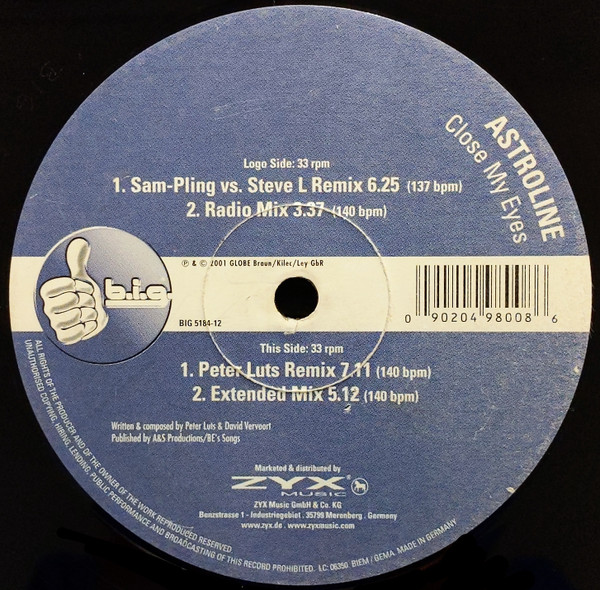 Logo Side: 33 rpm
1. Sam-Pling vs. Steve L Remix 6.25 (137 bpm)
2. Radio Mix 3.37 (140 bpm)
ASTROLINE
Close My Eyes
℗ & © 2001 GLOBE Braun/Kilec/Ley GbR
b.i.g.
BIG 5184-12
0 90204 98008 6
This Side: 33 rpm
1. Peter Luts Remix 7.11 (140 bpm)
2. Extended Mix 5.12 (140 bpm)
Written & composed by Peter Luts & David Vervoort
Published by A&S Productions/BE's Songs
Marketed & distributed by
ZYX®
MUSIC
ZYX Music GmbH & Co. KG
Benzstrasse 1 - Industriegebiet . 35799 Merenberg . Germany
www.zyx.de . www.zyxmusic.com
ALL RIGHTS OF THE PRODUCER AND OF THE OWNER OF THE WORK REPRODUCED RESERVED
UNAUTHORISED COPYING, HIRING, LENDING, PUBLIC PERFORMANCE AND BROADCASTING OF THIS RECORD PROHIBITED. LC: 06350. BIEM / GEMA. MADE IN GERMANY